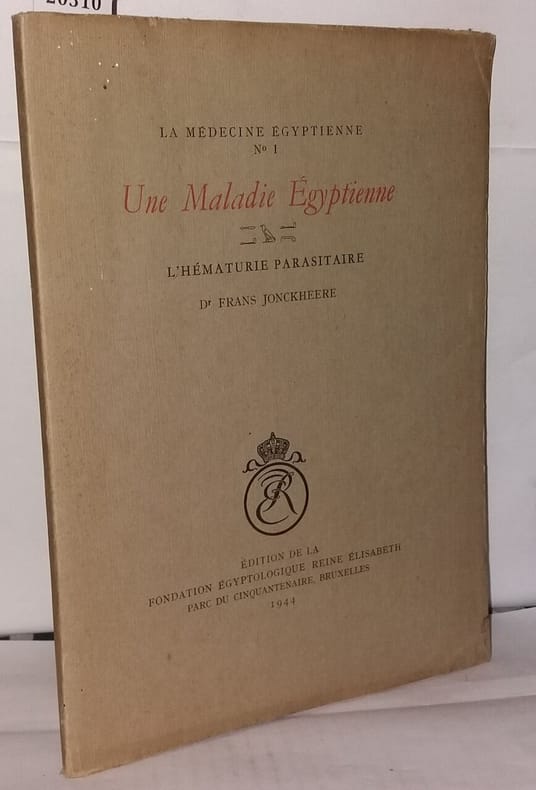 20310
LA MÉDECINE ÉGYPTIENNE
Nº I
Une Maladie Égyptienne
L'HÉMATURIE PARASITAIRE
Dr FRANS JONCKHEERE
ÉDITION DE LA
FONDATION ÉGYPTOLOGIQUE REINE ÉLISABETH
PARC DU CINQUANTENAIRE, BRUXELLES
1944